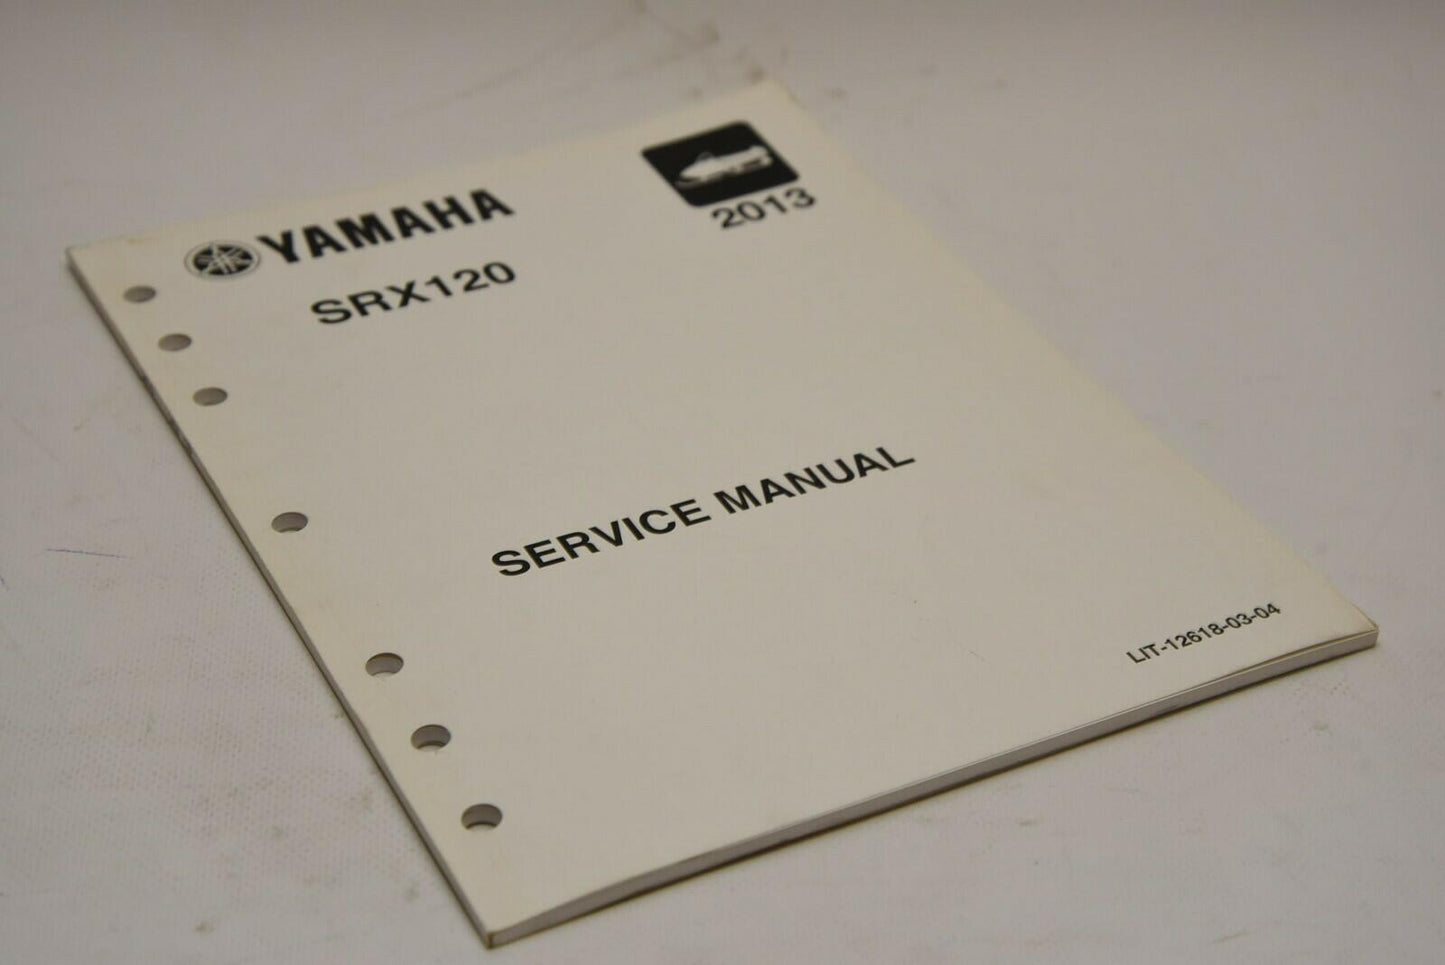 YAMAHA
2013
SRX120
SERVICE MANUAL
LIT-12618-03-04